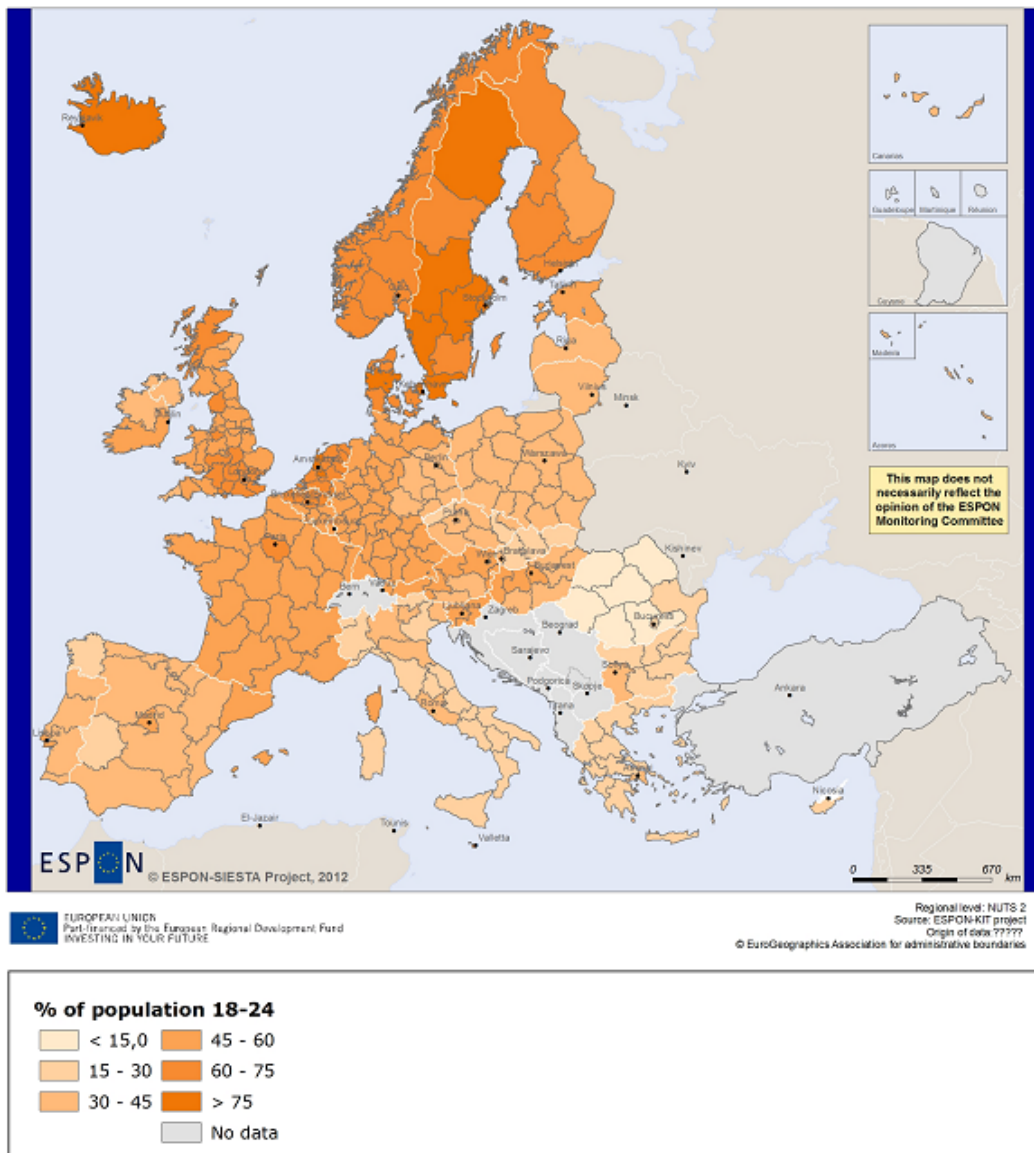 Reykjavik
Canarias
Guadeloupe
Martinique
Réunion
Guyane
Madeira
Acores
Oslo
Helsinki
Tallinn
Stockholm
Riga
Vilnius
Minsk
Dublin
London
Berlin
Warszawa
Kyiv
Paris
Praha
Bratislava
Budapest
Kishinev
Bern
Vaduz
Ljubljana
Zagreb
Beograd
Bucuresti
Sarajevo
Sofia
Podgorica
Skopje
Tirana
Ankara
Roma
Madrid
Lisboa
Nicosia
El-Jazair
Tounis
Valletta
This map does not
necessarily reflect the
opinion of the ESPON
Monitoring Committee
ESPON
© ESPON-SIESTA Project, 2012
0 335 670
km
EUROPEAN UNION
Part-financed by the European Regional Development Fund
INVESTING IN YOUR FUTURE
Regional level: NUTS 2
Source: ESPON-KIT project
Origin of data:?????
© EuroGeographics Association for administrative boundaries
% of population 18-24
< 15,0 45 - 60
15 - 30 60 - 75
30 - 45 > 75
No data